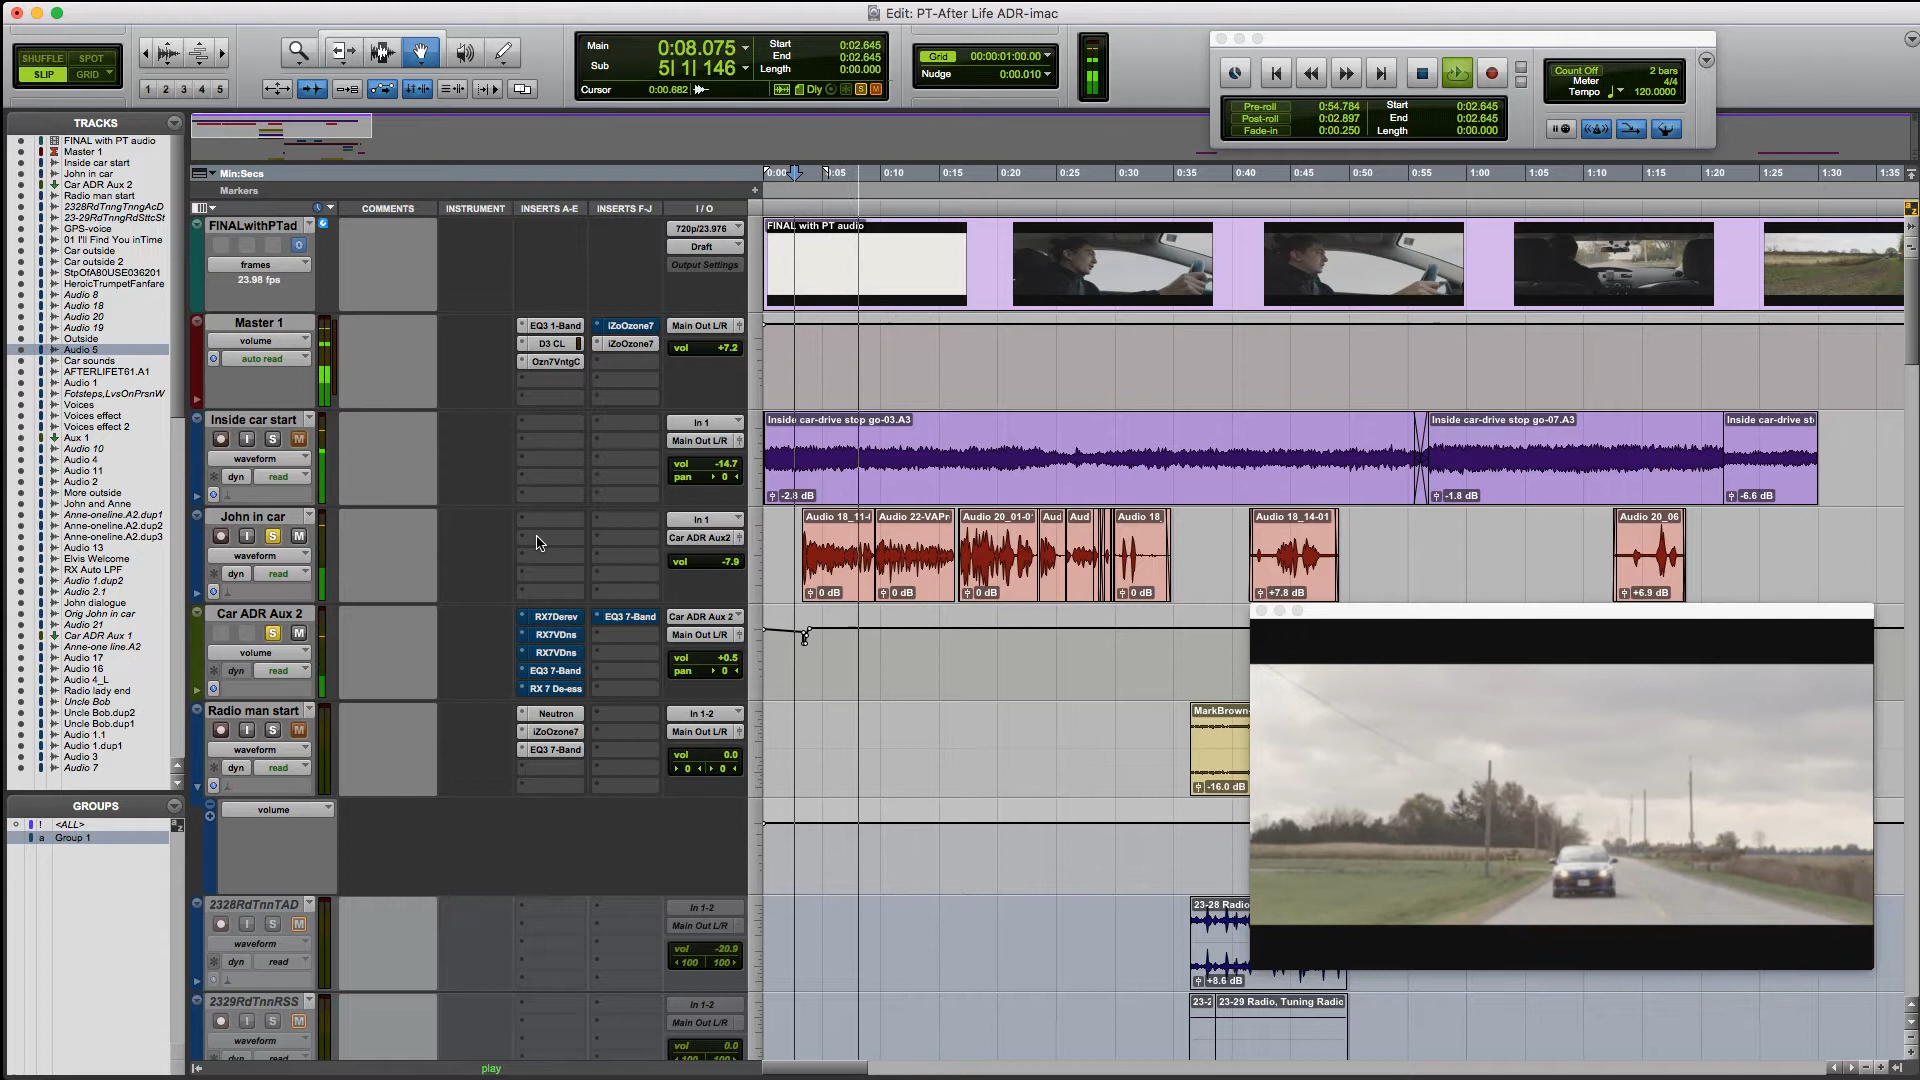 Edit: PT-After Life ADR-imac
SHUFFLE SPOT
SLIP GRID
1 2 3 4 5
Main 0:08.075
Sub 5| 1| 146
Start 0:02.645
End 0:02.645
Length 0:00.000
Cursor 0:00.682
Dly S M
Grid 00:00:01:00.00
Nudge 0:00.010
Pre-roll 0:54.784
Post-roll 0:02.897
Fade-in 0:00.250
Start 0:02.645
End 0:02.645
Length 0:00.000
Count Off 2 bars
Meter 4/4
Tempo 120.0000
TRACKS
FINAL with PT audio
Master 1
Inside car start
John in car
Car ADR Aux 2
Radio man start
2328RdTnngTnngAcD
23-29RdTnngRdSttcSt
GPS-voice
01 I'll Find You inTime
Car outside
Car outside 2
StpOfA80USE036201
HeroicTrumpetFanfare
Audio 8
Audio 18
Audio 20
Audio 19
Outside
Audio 5
Car sounds
AFTERLIFET61.A1
Audio 1
Fotsteps,LvsOnPrsnW
Voices
Voices effect
Voices effect 2
Aux 1
Audio 10
Audio 4
Audio 11
Audio 2
More outside
John and Anne
Anne-oneline.A2.dup1
Anne-oneline.A2.dup2
Anne-oneline.A2.dup3
Audio 13
Elvis Welcome
RX Auto LPF
Audio 1.dup2
Audio 2.1
John dialogue
Orig John in car
Audio 21
Car ADR Aux 1
Anne-one line.A2
Audio 17
Audio 16
Audio 4_L
Radio lady end
Uncle Bob
Uncle Bob.dup2
Uncle Bob.dup1
Audio 1.1
Audio 1.dup1
Audio 3
Audio 7
GROUPS
! <ALL>
a Group 1
Min:Secs
0:00 0:05 0:10 0:15 0:20 0:25 0:30 0:35 0:40 0:45 0:50 0:55 1:00 1:05 1:10 1:15 1:20 1:25 1:30 1:35
Markers
COMMENTS INSTRUMENT INSERTS A-E INSERTS F-J I / O
FINALwithPTad
O
frames
23.98 fps
720p/23.976
Draft
Output Settings
FINAL with PT audio
Master 1
volume
auto read
EQ3 1-Band
D3 CL
Ozn7VntgC
iZoOzone7
iZoOzone7
Main Out L/R
vol +7.2
Inside car start
I S M
waveform
dyn read
In 1
Main Out L/R
vol -14.7
pan 0
Inside car-drive stop go-03.A3
-2.8 dB
Inside car-drive stop go-07.A3
-1.8 dB
Inside car-drive st
-6.6 dB
John in car
I S M
waveform
dyn read
In 1
Car ADR Aux2
vol -7.9
Audio 22-VAPr
0 dB
0 dB
Audio 20_01-0
0 dB
Aud
Aud
Audio 18_
0 dB
Audio 18_14-01
+7.8 dB
Audio 20_06
+6.9 dB
Car ADR Aux 2
S M
volume
dyn read
RX7Derev
RX7VDns
RX7VDns
EQ3 7-Band
RX 7 De-ess
EQ3 7-Band
Car ADR Aux 2
Main Out L/R
vol +0.5
pan 0
Radio man start
I S M
waveform
dyn read
Neutron
iZoOzone7
EQ3 7-Band
In 1-2
Main Out L/R
vol 0.0
0 0
MarkBrown-
-16.0 dB
volume
2328RdTnnTAD
I S M
waveform
dyn read
In 1-2
Main Out L/R
vol -20.9
100 100
23-28 Radio
+8.6 dB
2329RdTnnRSS
I S M
waveform
dyn read
In 1-2
Main Out L/R
vol 0.0
100 100
23-2
23-29 Radio, Tuning Radio
play